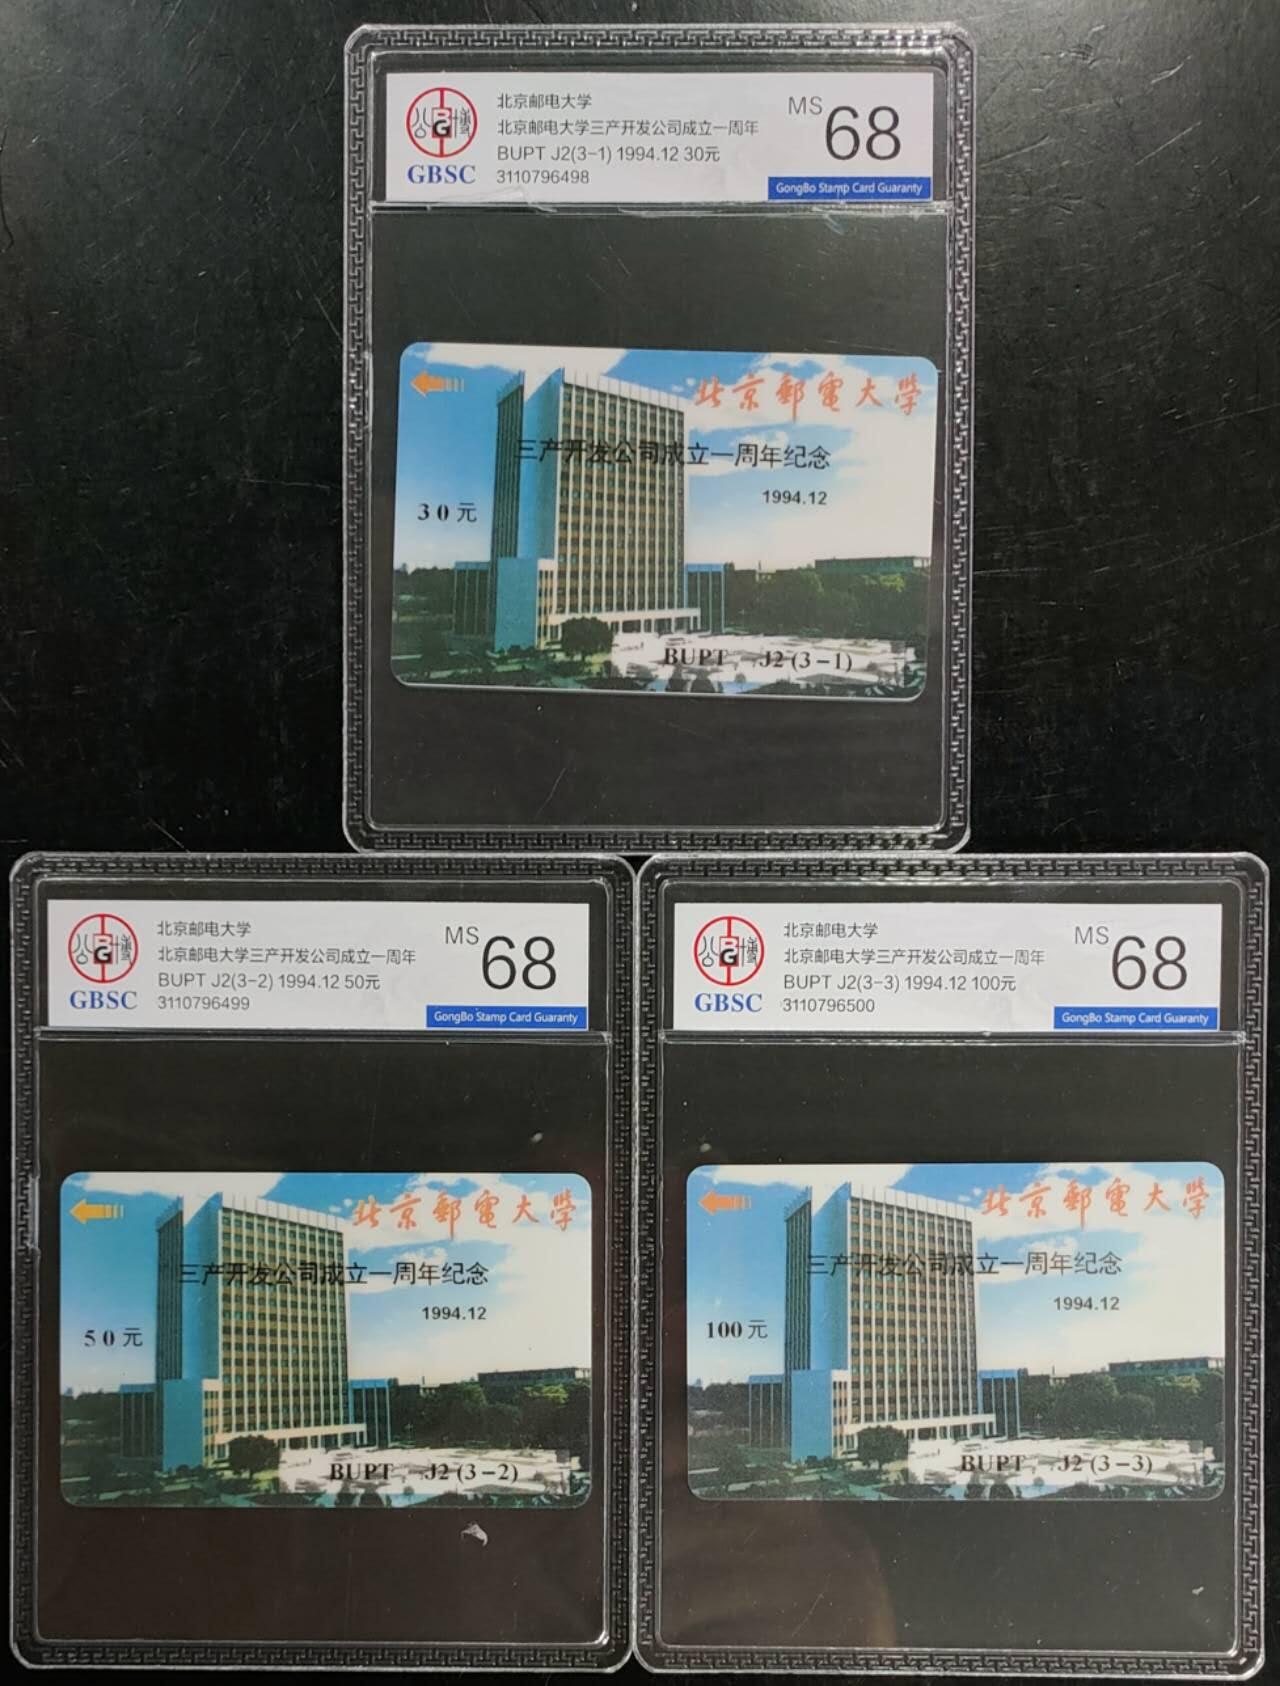 北京邮电大学
北京邮电大学三产开发公司成立一周年
BUPT J2(3-1) 1994.12 30元
3110796498
MS 68
GBSC
GongBo Stamp Card Guaranty
北京郵電大學
三产开发公司成立一周年纪念
1994.12
30元
BUPT J2(3-1)
北京邮电大学
北京邮电大学三产开发公司成立一周年
BUPT J2(3-2) 1994.12 50元
3110796499
MS 68
GBSC
GongBo Stamp Card Guaranty
北京郵電大學
三产开发公司成立一周年纪念
1994.12
50元
BUPT J2(3-2)
北京邮电大学
北京邮电大学三产开发公司成立一周年
BUPT J2(3-3) 1994.12 100元
3110796500
MS 68
GBSC
GongBo Stamp Card Guaranty
北京郵電大學
三产开发公司成立一周年纪念
1994.12
100元
BUPT J2(3-3)